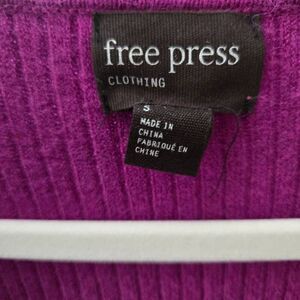 free press
CLOTHING
S
MADE IN
CHINA
FABRIQUÉ EN
CHINE